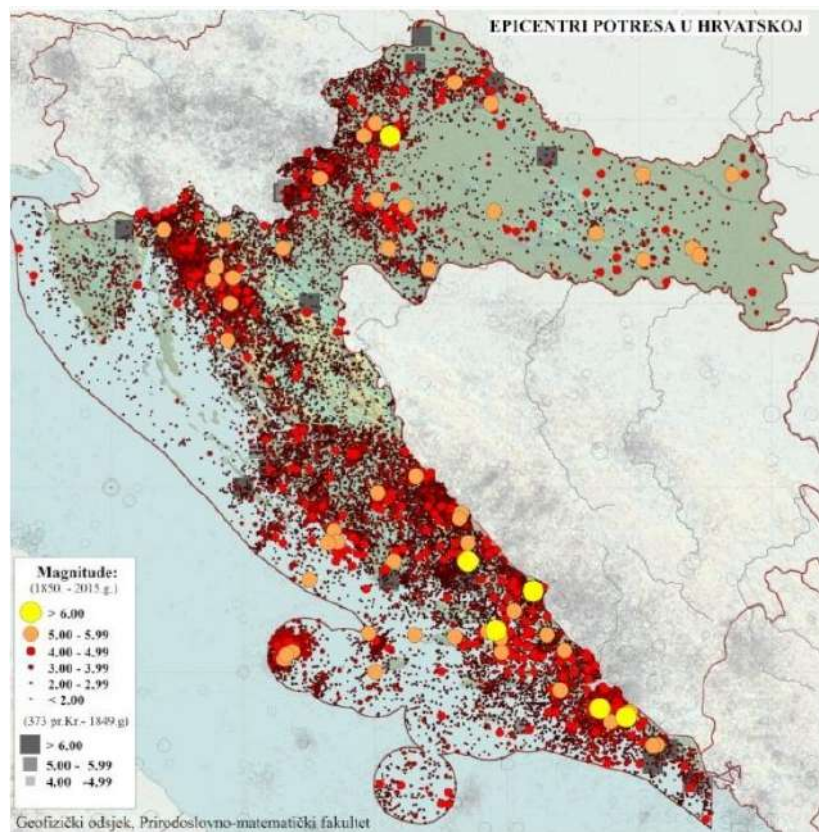 EPICENTRI POTRESA U HRVATSKOJ
Magnitude:
(1850. - 2015.g.)
> 6.00
5.00 - 5.99
4.00 - 4.99
3.00 - 3.99
2.00 - 2.99
< 2.00
(373 pr.Kr.- 1849.g)
> 6.00
5.00 - 5.99
4.00 - 4.99
Geofizički odsjek, Prirodoslovno-matematički fakultet